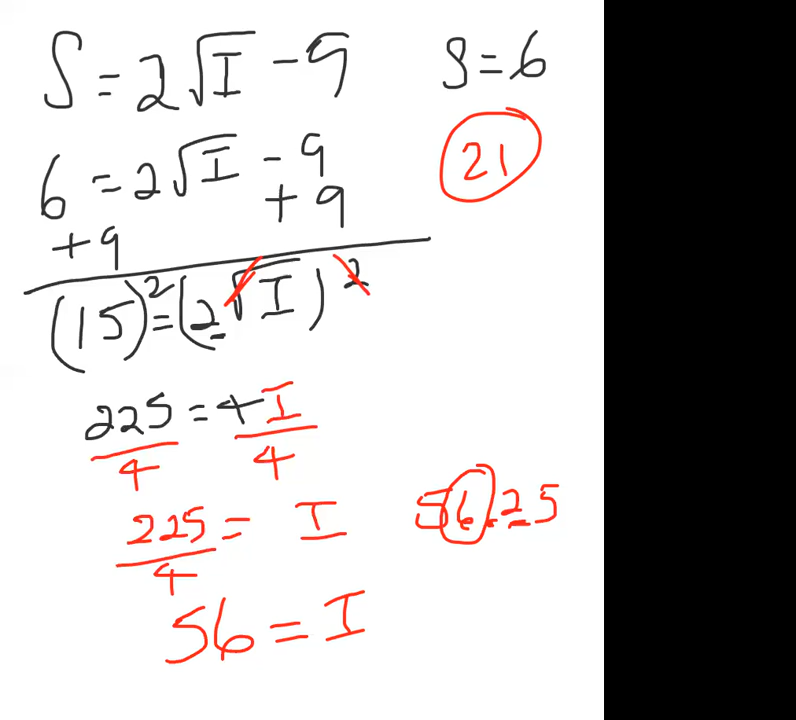 S = 2√I - 9
S = 6
6 = 2√I - 9
21
+9 +9
(15)² = (2√I)²
225 = 4I
4 4
225 = I
4
56.25
56 = I